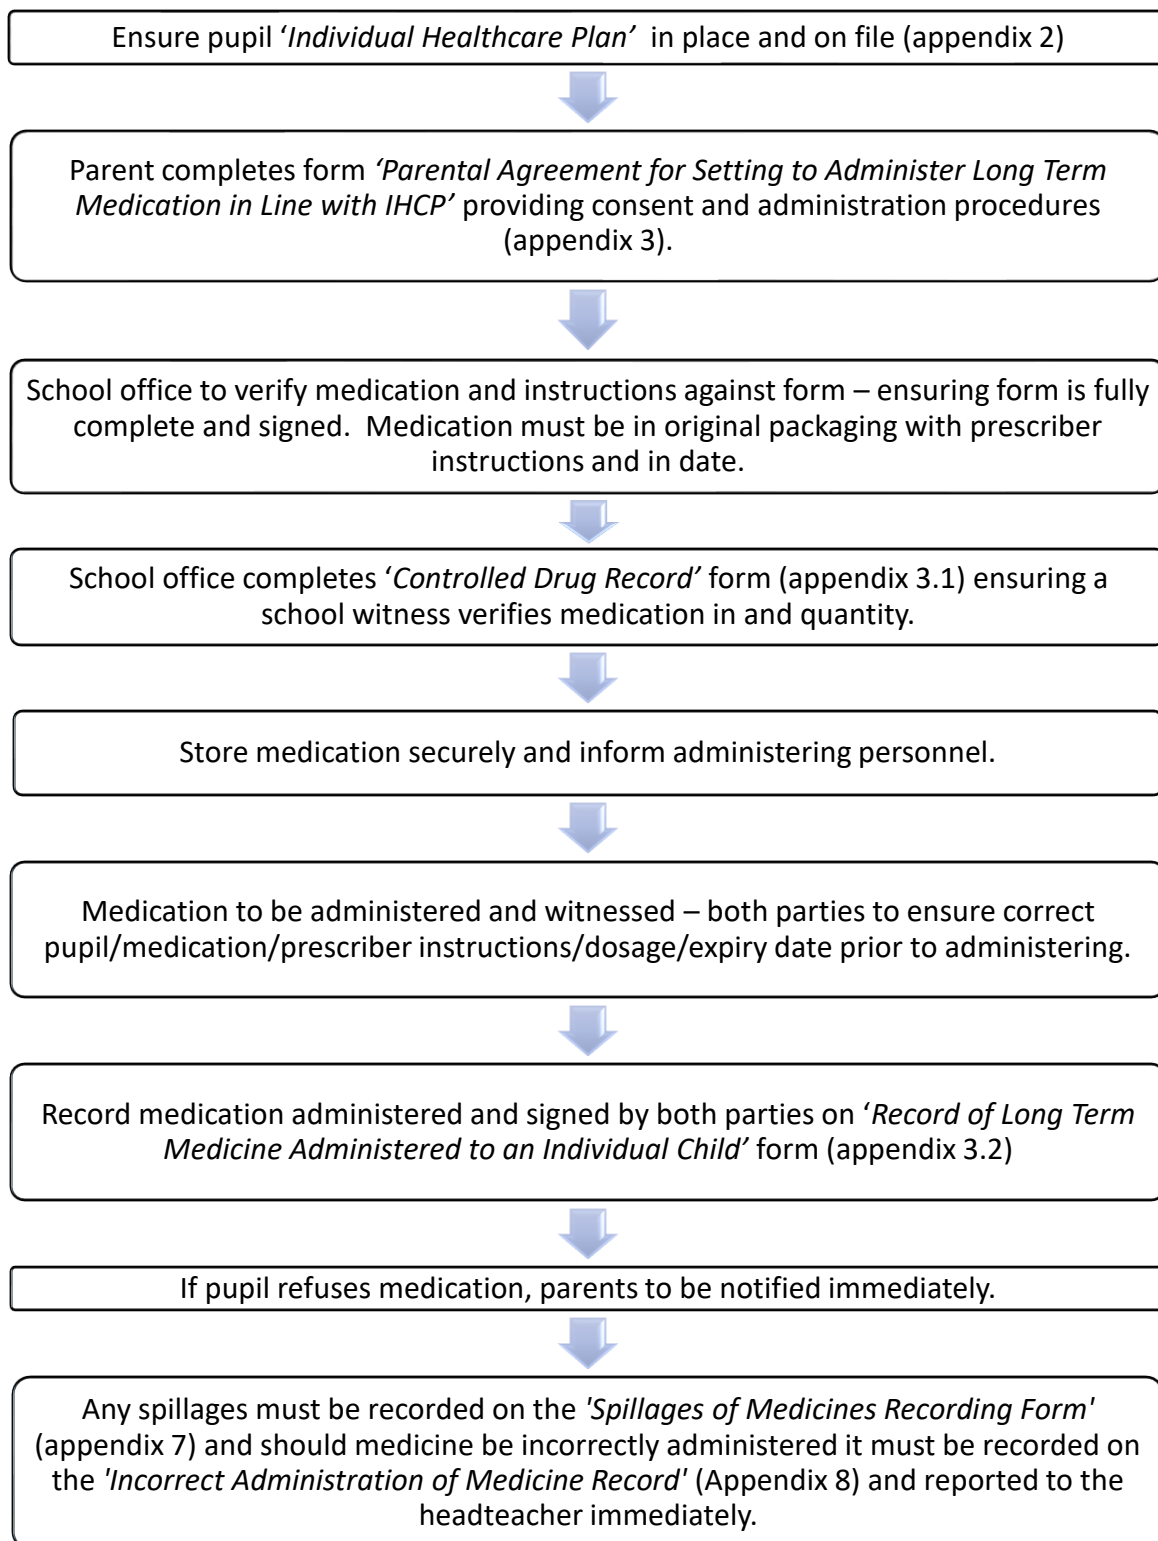 Ensure pupil ‘Individual Healthcare Plan’ in place and on file (appendix 2)
Parent completes form ‘Parental Agreement for Setting to Administer Long Term
Medication in Line with IHCP’ providing consent and administration procedures
(appendix 3).
School office to verify medication and instructions against form – ensuring form is fully
complete and signed. Medication must be in original packaging with prescriber
instructions and in date.
School office completes ‘Controlled Drug Record’ form (appendix 3.1) ensuring a
school witness verifies medication in and quantity.
Store medication securely and inform administering personnel.
Medication to be administered and witnessed – both parties to ensure correct
pupil/medication/prescriber instructions/dosage/expiry date prior to administering.
Record medication administered and signed by both parties on ‘Record of Long Term
Medicine Administered to an Individual Child’ form (appendix 3.2)
If pupil refuses medication, parents to be notified immediately.
Any spillages must be recorded on the 'Spillages of Medicines Recording Form'
(appendix 7) and should medicine be incorrectly administered it must be recorded on
the 'Incorrect Administration of Medicine Record' (Appendix 8) and reported to the
headteacher immediately.